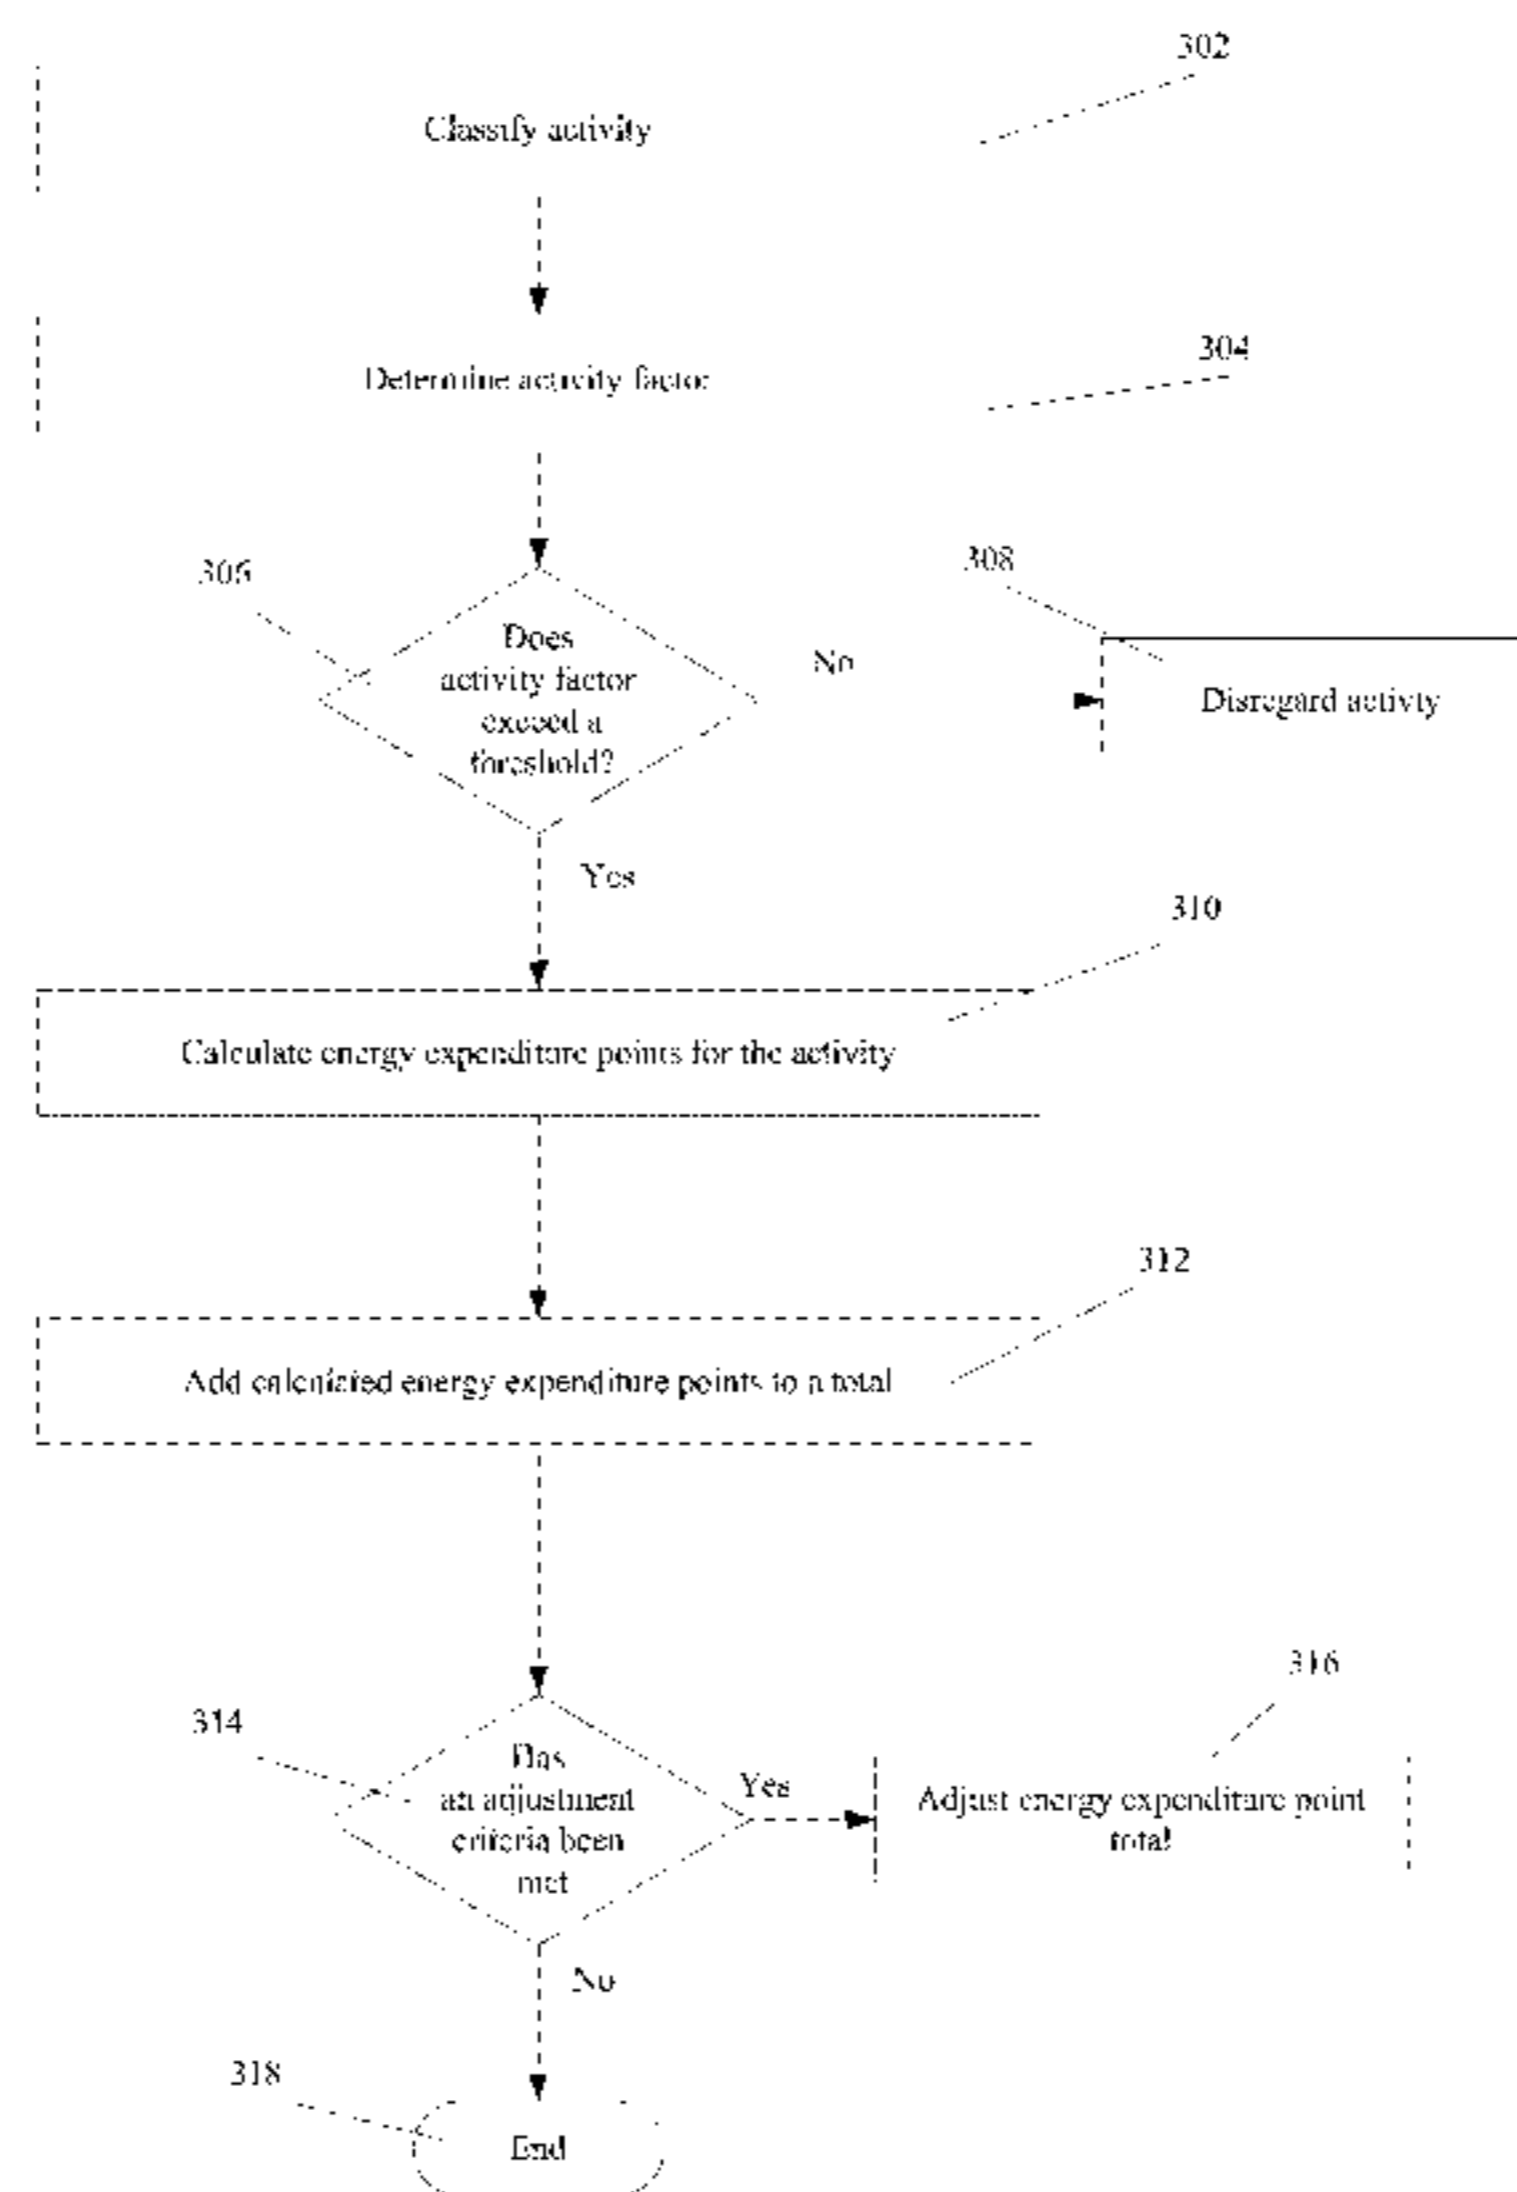 302
Classify activity
304
Determine activity factor
306
308
Does
activity factor
exceed a
threshold?
No
Disregard activty
Yes
310
Calculate energy expenditure points for the activity
312
Add calculated energy expenditure points to a total
314
316
Has
an adjustment
criteria been
met
Yes
Adjust energy expenditure point
total
No
318
End